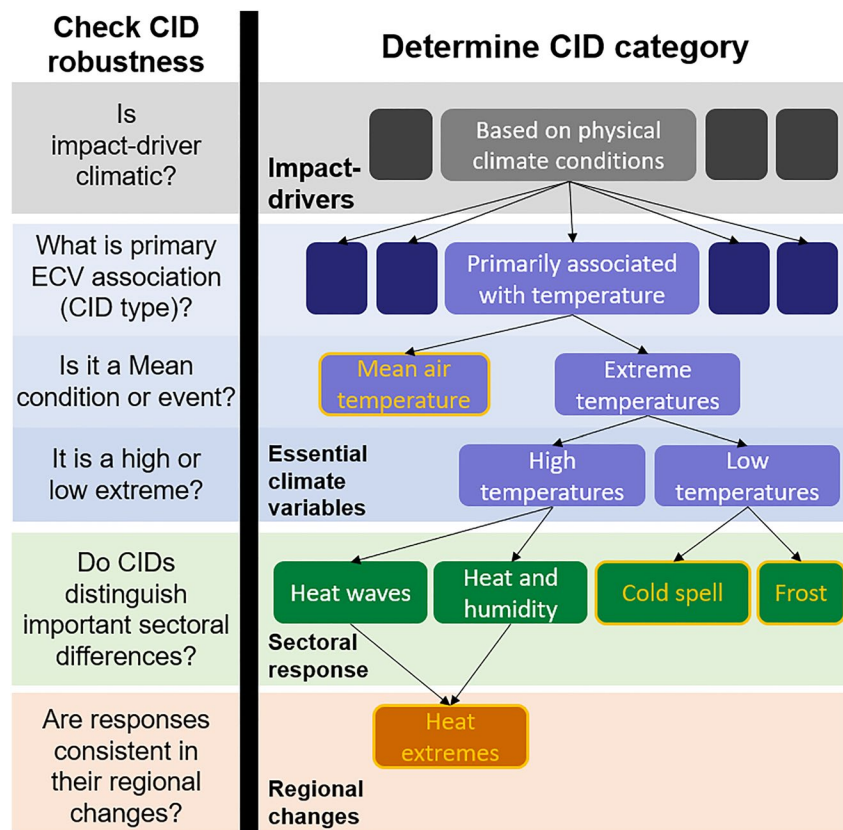 Check CID
robustness
Determine CID category
Is
impact-driver
climatic?
Based on physical
climate conditions
Impact-
drivers
What is primary
ECV association
(CID type)?
Primarily associated
with temperature
Is it a Mean
condition or event?
Mean air
temperature
Extreme
temperatures
It is a high or
low extreme?
Essential
climate
variables
High
temperatures
Low
temperatures
Do CIDs
distinguish
important sectoral
differences?
Heat waves
Heat and
humidity
Cold spell
Frost
Sectoral
response
Are responses
consistent in
their regional
changes?
Heat
extremes
Regional
changes